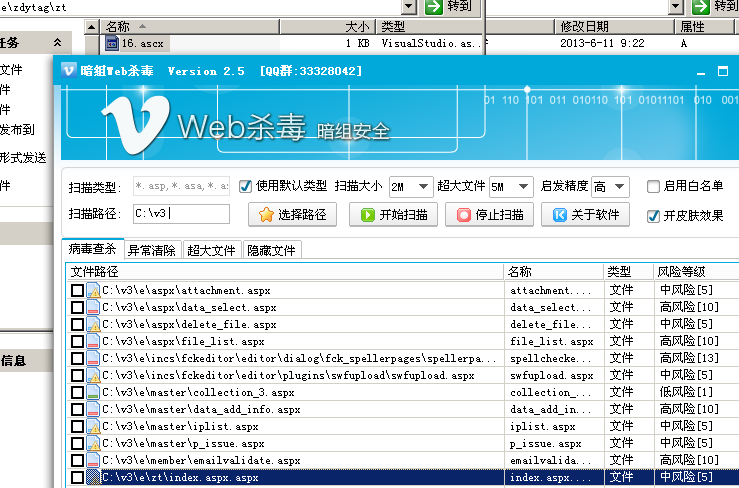 e\zdytag\zt
转到
转到
名称
大小
类型
修改日期
属性
16.ascx
1 KB
VisualStudio.as..
2013-6-11 9:22
A
任务
文件
件
件
发布到
形式发送
件
信息
暗组Web杀毒 Version 2.5 [QQ群:33328042]
Web杀毒 暗组安全
01 110 101 011 010110 101 01011101 010 001
扫描类型: *.asp,*.asa,*.as 使用默认类型 扫描大小 2M 超大文件 5M 启发精度 高 启用白名单
扫描路径: C:\v3 选择路径 开始扫描 停止扫描 关于软件 开皮肤效果
病毒查杀 异常清除 超大文件 隐藏文件
文件路径 名称 类型 风险等级
C:\v3\e\aspx\attachment.aspx attachment.... 文件 中风险[5]
C:\v3\e\aspx\data_select.aspx data_select... 文件 高风险[10]
C:\v3\e\aspx\delete_file.aspx delete_file... 文件 中风险[5]
C:\v3\e\aspx\file_list.aspx file_list.aspx 文件 高风险[10]
C:\v3\e\incs\fckeditor\editor\dialog\fck_spellerpages\spellerpa... spellchecke... 文件 高风险[13]
C:\v3\e\incs\fckeditor\editor\plugins\swfupload\swfupload.aspx swfupload.aspx 文件 中风险[5]
C:\v3\e\master\collection_3.aspx collection_... 文件 低风险[1]
C:\v3\e\master\data_add_info.aspx data_add_in... 文件 高风险[10]
C:\v3\e\master\iplist.aspx iplist.aspx 文件 中风险[5]
C:\v3\e\master\p_issue.aspx p_issue.aspx 文件 中风险[5]
C:\v3\e\member\emailvalidate.aspx emailvalida... 文件 高风险[10]
C:\v3\e\zt\index.aspx.aspx index.aspx.... 文件 中风险[5]